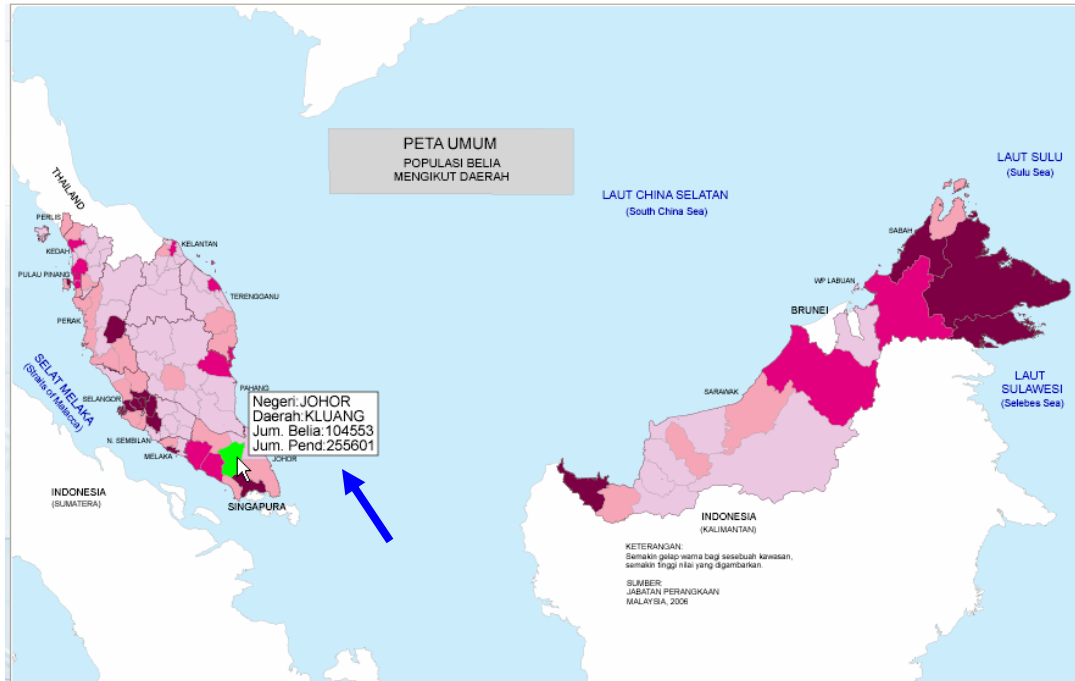 PETA UMUM
POPULASI BELIA
MENGIKUT DAERAH
LAUT SULU
(Sulu Sea)
LAUT CHINA SELATAN
(South China Sea)
THAILAND
PERLIS
KEDAH
PULAU PINANG
KELANTAN
TERENGGANU
PERAK
SELAT MELAKA
(Straits of Malacca)
SELANGOR
PAHANG
N. SEMBILAN
MELAKA
JOHOR
Negeri:JOHOR
Daerah:KLUANG
Jum. Belia:104553
Jum. Pend:255601
INDONESIA
(SUMATERA)
SINGAPURA
SABAH
WP LABUAN
BRUNEI
SARAWAK
LAUT
SULAWESI
(Selebes Sea)
INDONESIA
(KALIMANTAN)
KETERANGAN:
Semakin gelap warna bagi sesebuah kawasan,
semakin tinggi nilai yang digambarkan.
SUMBER:
JABATAN PERANGKAAN
MALAYSIA, 2006